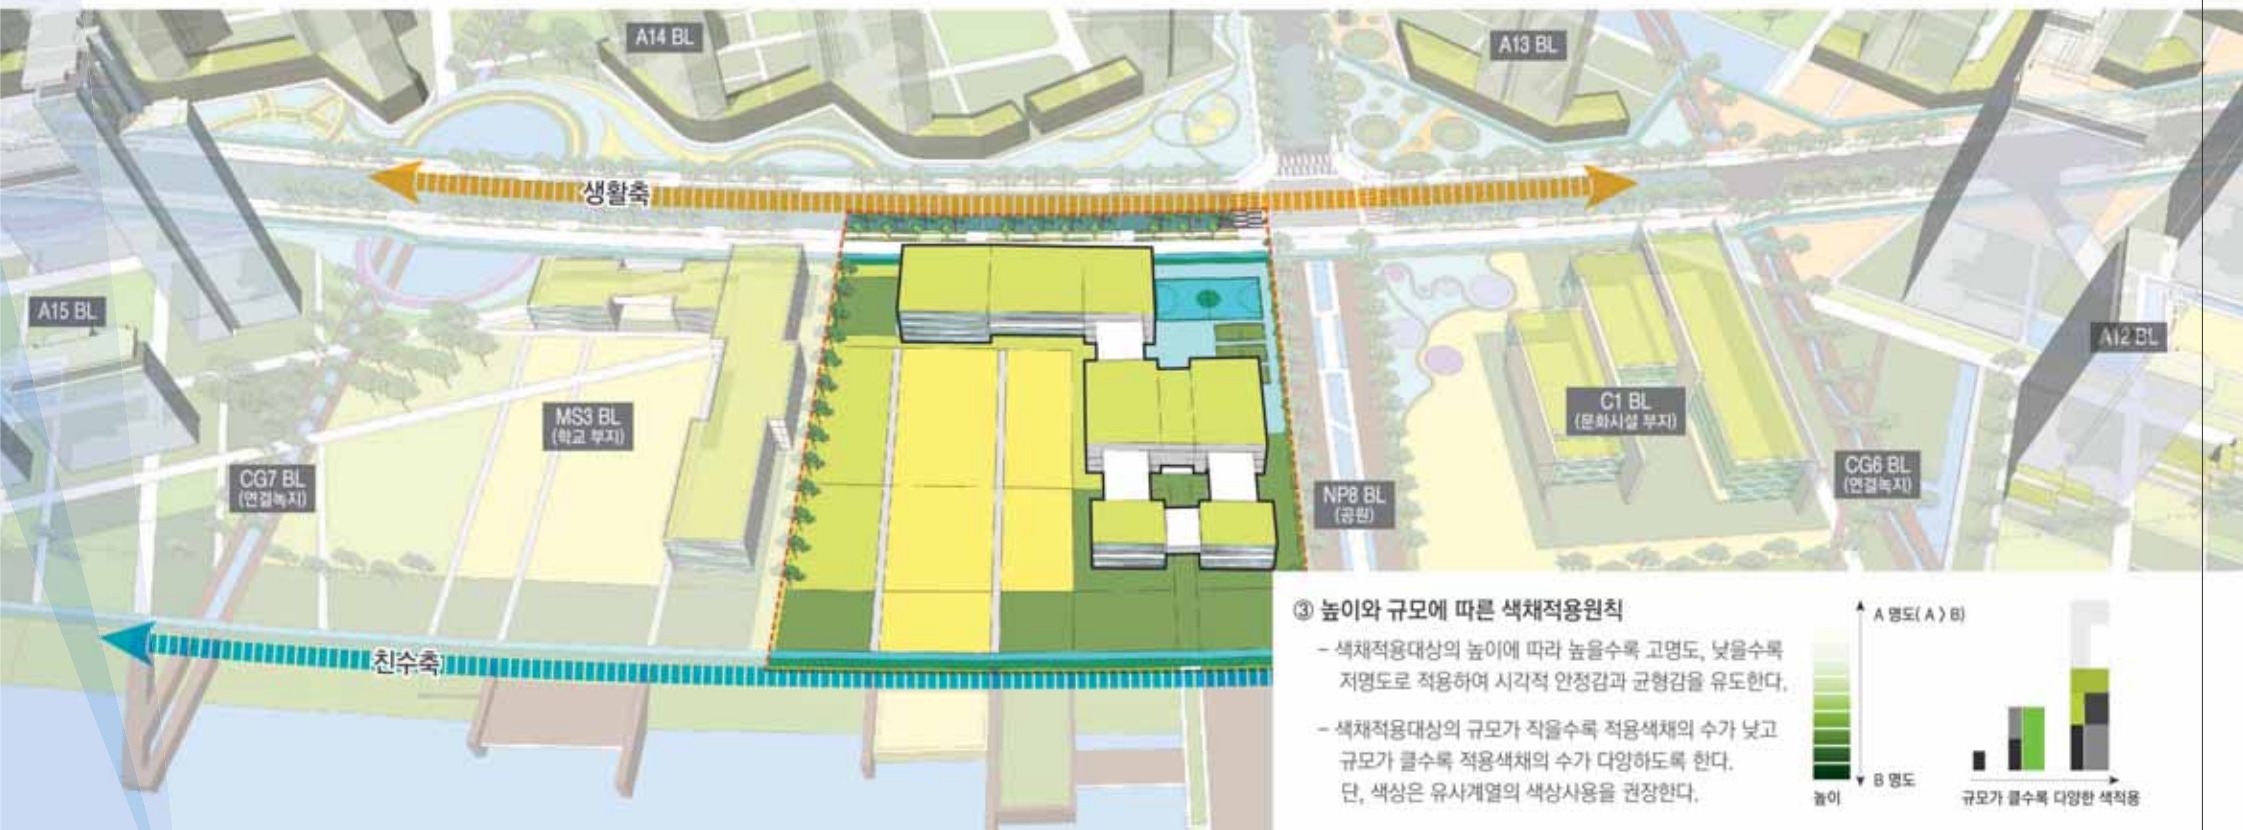 A14 BL
A13 BL
생활축
A15 BL
A12 BL
MS3 BL
(학교 부지)
C1 BL
(문화시설 부지)
CG7 BL
(연결녹지)
CG6 BL
(연결녹지)
NP8 BL
(공원)
친수축
③ 높이와 규모에 따른 색채적용원칙
– 색채적용대상의 높이에 따라 높을수록 고명도, 낮을수록
저명도로 적용하여 시각적 안정감과 균형감을 유도한다.
– 색채적용대상의 규모가 작을수록 적용색채의 수가 낮고
규모가 클수록 적용색채의 수가 다양하도록 한다.
단, 색상은 유사계열의 색상사용을 권장한다.
A 명도( A > B)
B 명도
높이
규모가 클수록 다양한 색적용